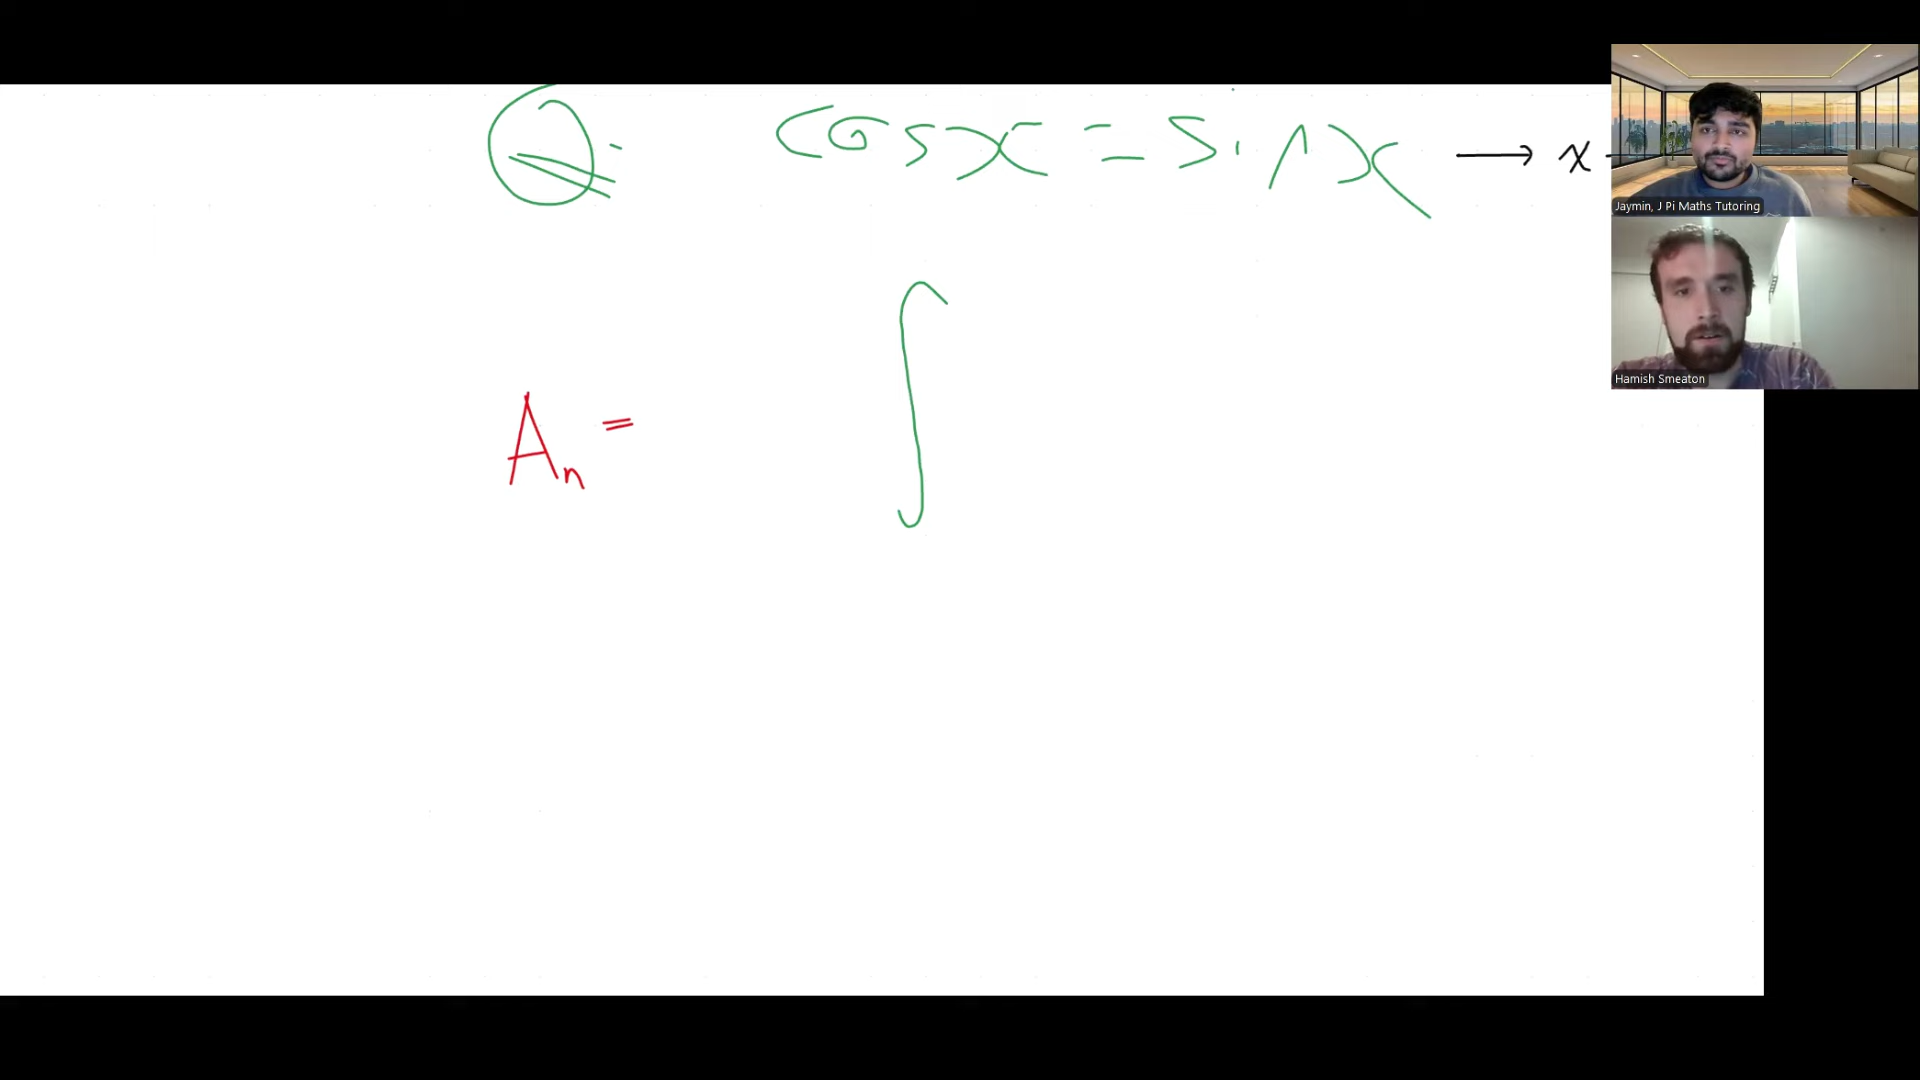 Q. cos x = sin x → x
Jaymin, J Pi Maths Tutoring
Hamish Smeaton
Aₙ = ∫